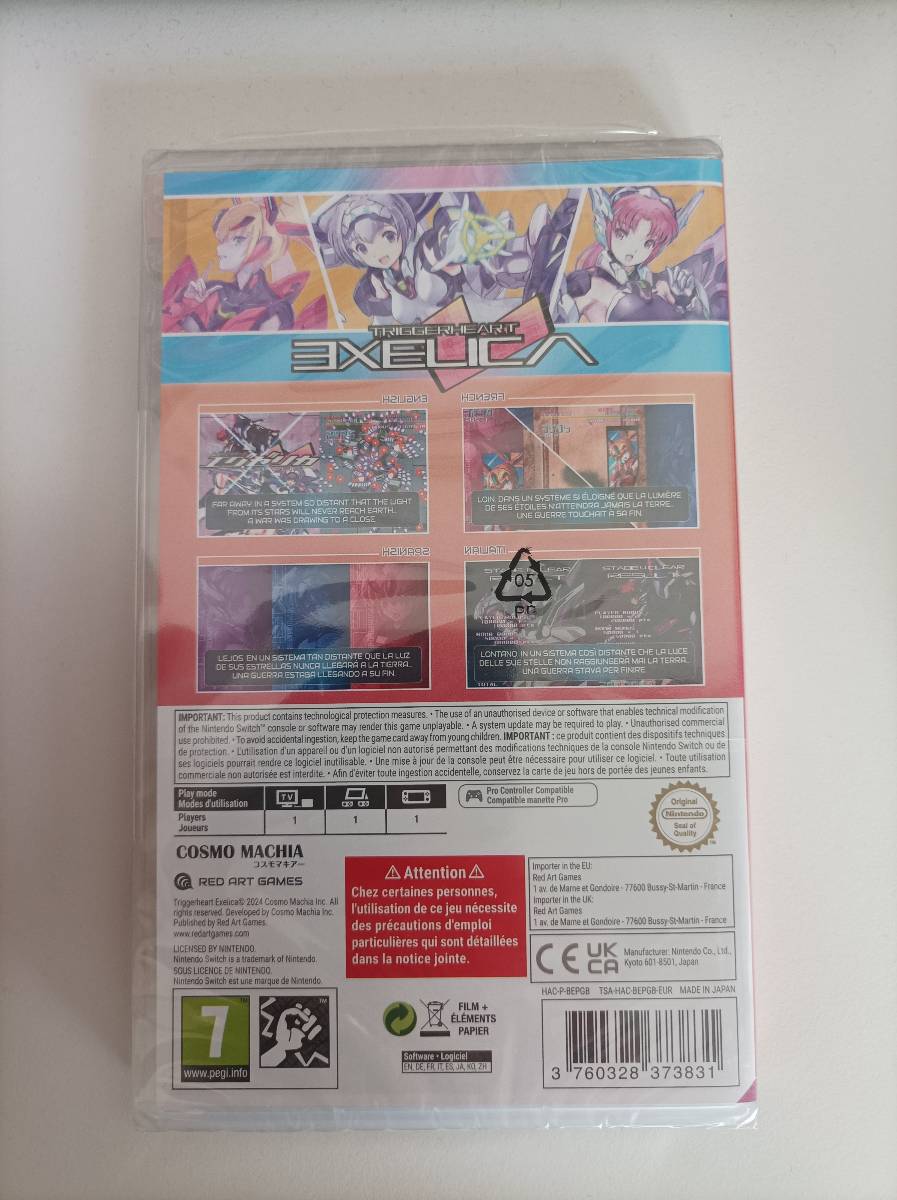 TRIGGERHEART
EXELICA
ENGLISH
FAR AWAY IN A SYSTEM SO DISTANT THAT THE LIGHT
FROM ITS STARS WILL NEVER REACH EARTH...
A WAR WAS DRAWING TO A CLOSE.
FRENCH
LOIN, DANS UN SYSTEME SI ÉLOIGNÉ QUE LA LUMIÈRE
DE SES ÉTOILES N'ATTEINDRA JAMAIS LA TERRE...
UNE GUERRE TOUCHAIT A SA FIN.
SPANISH
LEJOS, EN UN SISTEMA TAN DISTANTE QUE LA LUZ
DE SUS ESTRELLAS NUNCA LLEGARÁ A LA TIERRA...
UNA GUERRA ESTABA LLEGANDO A SU FIN.
ITALIAN
05
LONTANO, IN UN SISTEMA COSÌ DISTANTE CHE LA LUCE
DELLE SUE STELLE NON RAGGIUNGERÀ MAI LA TERRA...
UNA GUERRA STAVA PER FINIRE.
TOTAL
IMPORTANT: This product contains technological protection measures. • The use of an unauthorised device or software that enables technical modification
of the Nintendo Switch™ console or software may render this game unplayable. • A system update may be required to play. • Unauthorised commercial
use prohibited. • To avoid accidental ingestion, keep the game card away from young children. IMPORTANT : ce produit contient des dispositifs techniques
de protection. • L'utilisation d'un appareil ou d'un logiciel non autorisé permettant des modifications techniques de la console Nintendo Switch ou de
ses logiciels pourrait rendre ce logiciel inutilisable. • Une mise à jour de la console peut être nécessaire pour utiliser ce logiciel. • Toute utilisation
commerciale non autorisée est interdite. • Afin d'éviter toute ingestion accidentelle, conservez la carte de jeu hors de portée des jeunes enfants.
Play mode
Modes d'utilisation
TV
Players
Joueurs
1 1 1
Pro Controller Compatible
Compatible manette Pro
Original
Nintendo
Seal of
Quality
COSMO MACHIA
コスモマキアー
RED ART GAMES
Triggerheart Exelica© 2024 Cosmo Machia Inc. All
rights reserved. Developed by Cosmo Machia Inc.
Published by Red Art Games.
www.redartgames.com
LICENSED BY NINTENDO.
Nintendo Switch is a trademark of Nintendo.
SOUS LICENCE DE NINTENDO.
Nintendo Switch est une marque de Nintendo.
Attention
Chez certaines personnes,
l'utilisation de ce jeu nécessite
des précautions d'emploi
particulières qui sont détaillées
dans la notice jointe.
Importer in the EU:
Red Art Games
1 av. de Marne et Gondoire - 77600 Bussy-St-Martin - France
Importer in the UK:
Red Art Games
1 av. de Marne et Gondoire - 77600 Bussy-St-Martin - France
CE UK
CA
Manufacturer: Nintendo Co., Ltd.,
Kyoto 601-8501, Japan
HAC-P-BEPGB TSA-HAC-BEPGB-EUR MADE IN JAPAN
7
www.pegi.info
FILM +
ÉLÉMENTS
PAPIER
Software • Logiciel
EN, DE, FR, IT, ES, JA, KO, ZH
3 760328 373831